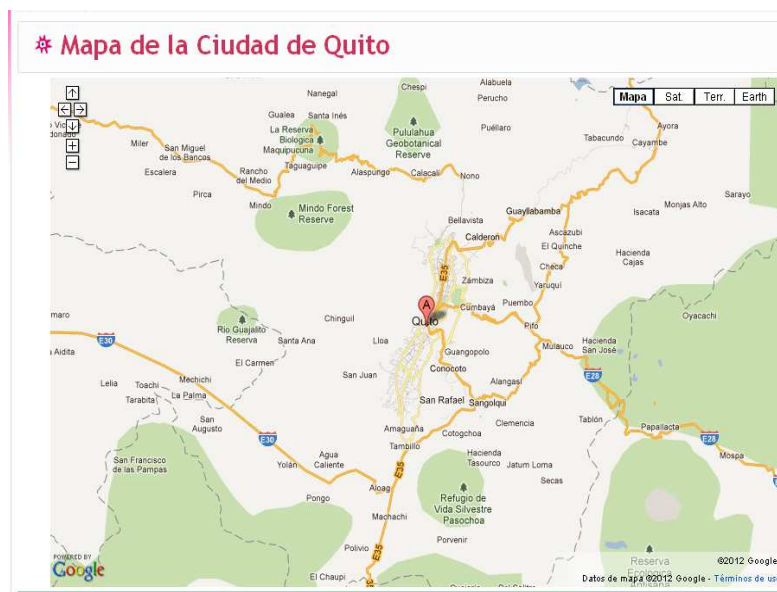 Mapa de la Ciudad de Quito
Mapa
Sat.
Terr.
Earth
Nanegal
Chespi
Alabuela
Perucho
Gualea
Santa Inés
La Reserva
Biologica
Maquipucuna
Pululahua
Geobotanical
Reserve
Puéllaro
Tabacundo
Ayora
Cayambe
Miler
San Miguel
de los Bancos
Escalera
Rancho
del Medio
Taguaguipe
Alaspungo
Calacali
Nono
Pirca
Mindo
Mindo Forest
Reserve
Bellavista
Guayllabamba
Isacata
Monjas Alto
Sarayo
Calderon
Ascazubi
El Quinche
Hacienda
Cajas
E35
Zámbiza
Checa
Yaruquí
A
Cumbayá
Puembo
Quito
Pifo
Oyacachi
maro
Rio Guajalito
Reserva
Chinguil
Santa Ana
Lloa
E30
Aidita
Guangopolo
Mulauco
Hacienda
San José
El Carmen
San Juan
Conocoto
Alangasí
E28
Lelia
Toachi
Mechichi
Tarabita
La Palma
San Rafael
Sangolqui
San
Augusto
Amaguaña
Cotogchoa
Clemencia
Tablón
Papallacta
E30
Tambillo
E28
Mospa
San Francisco
de las Pampas
Yolán
Agua
Caliente
E35
Hacienda
Tasourco
Jatum Loma
Secas
Aloag
Pongo
Refugio de
Vida Silvestre
Pasochoa
Machachi
Porvenir
Polivio
E35
El Chaupi
Reserva
Ecologica
POWERED BY
Google
©2012 Google
Datos de mapa ©2012 Google - Términos de uso